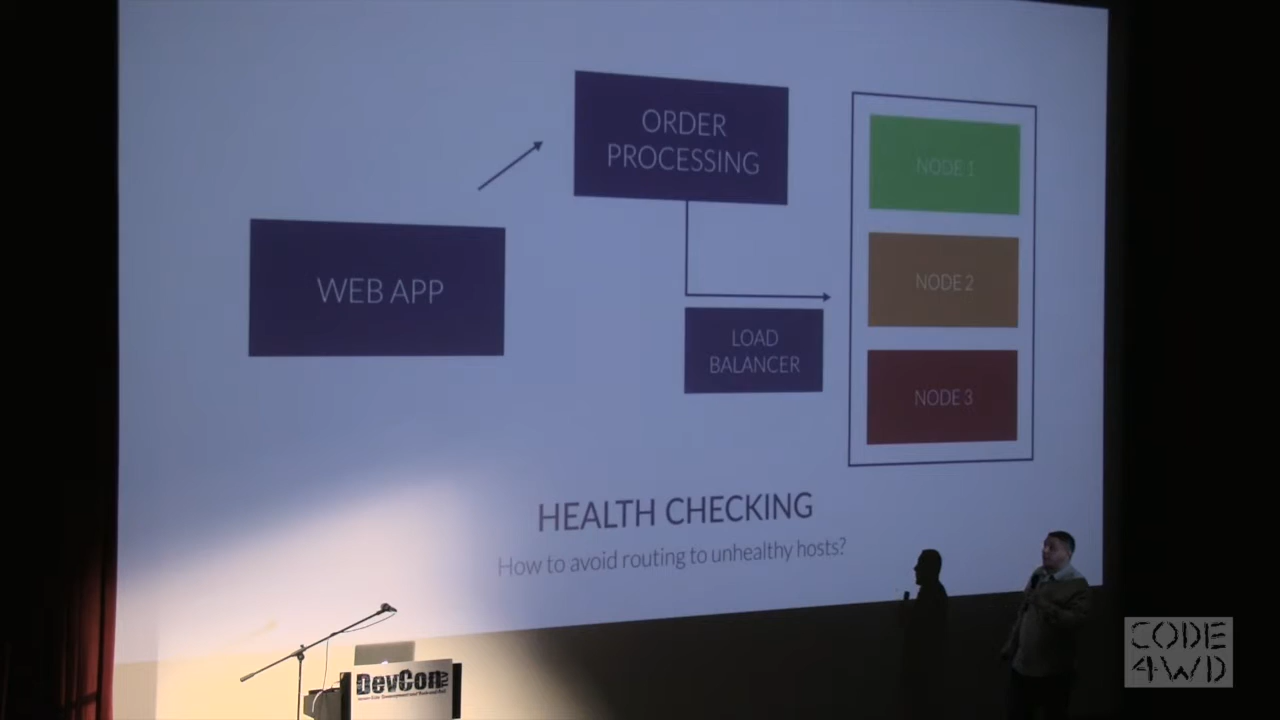 ORDER
PROCESSING
NODE 1
WEB APP
NODE 2
LOAD
BALANCER
NODE 3
HEALTH CHECKING
How to avoid routing to unhealthy hosts?
DevCon
CODE
4WD